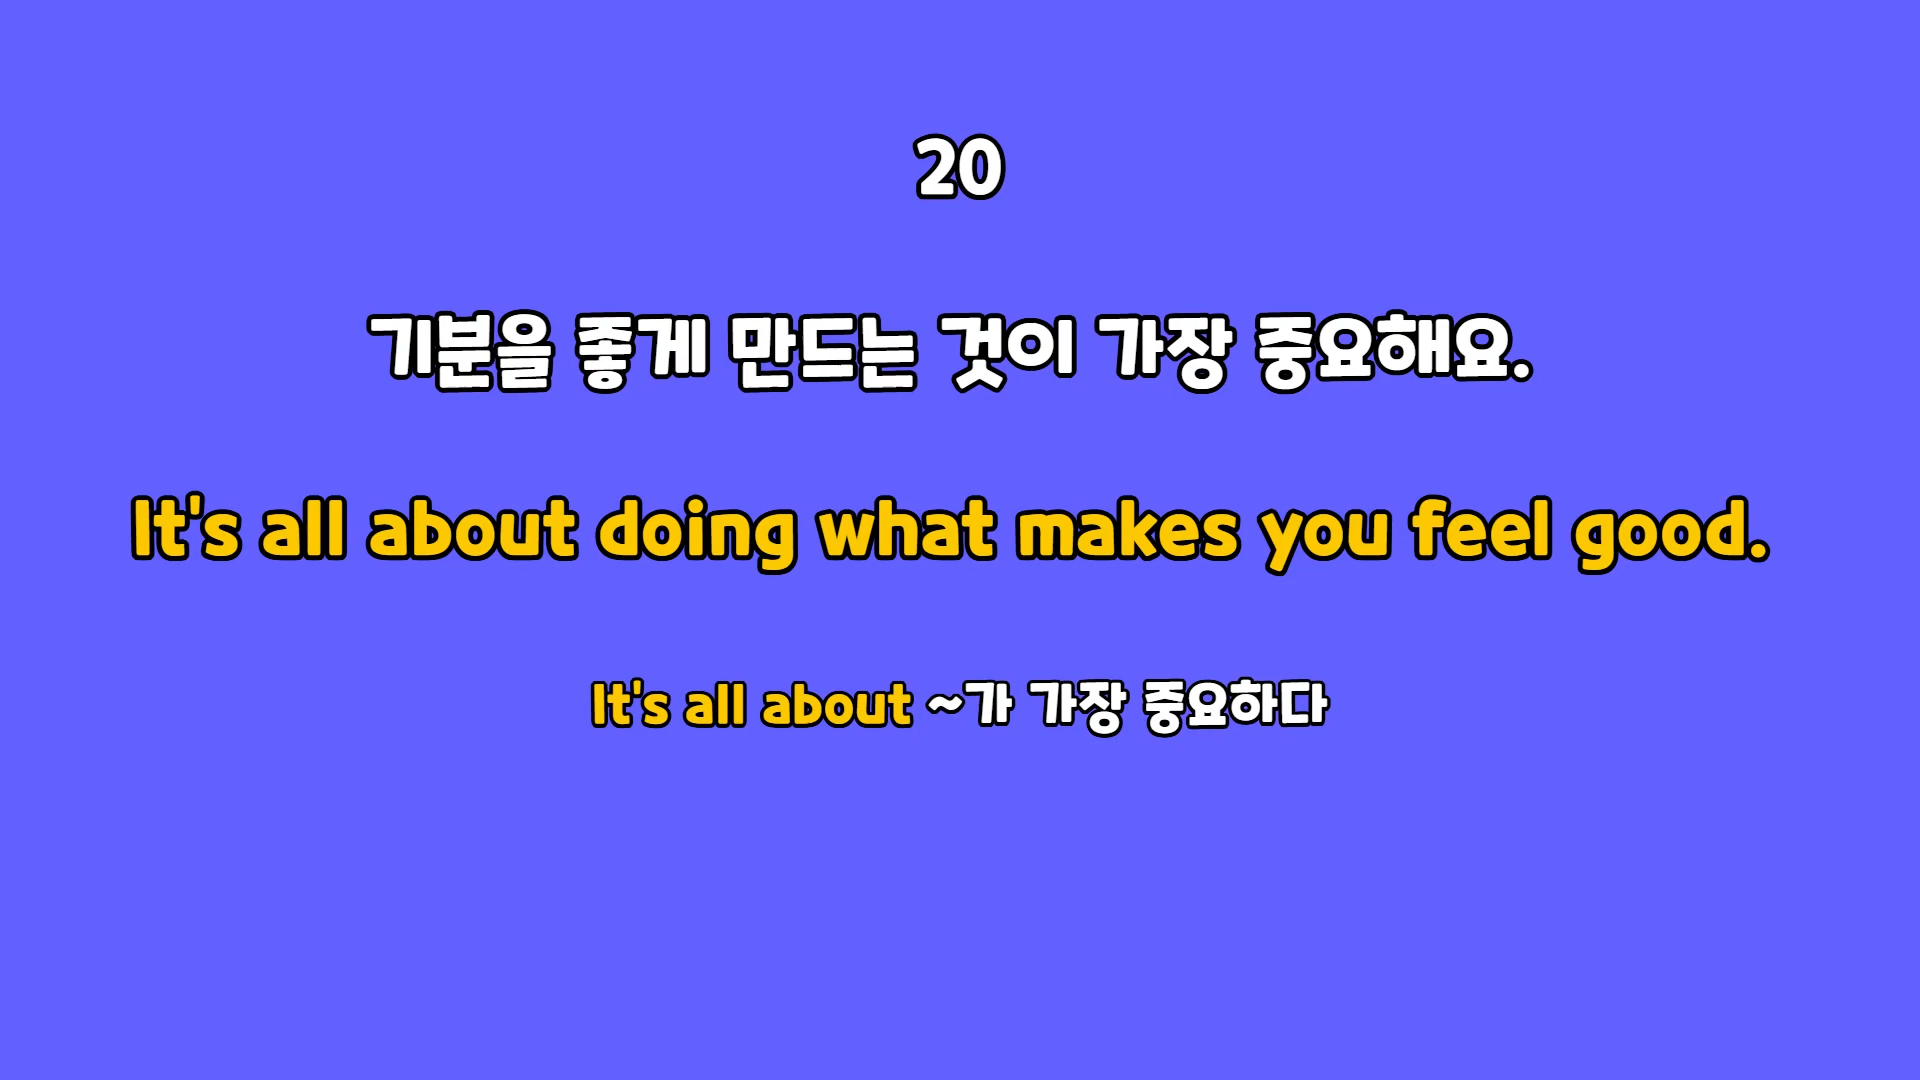 20
기분을 좋게 만드는 것이 가장 중요해요.
It's all about doing what makes you feel good.
It's all about ~가 가장 중요하다